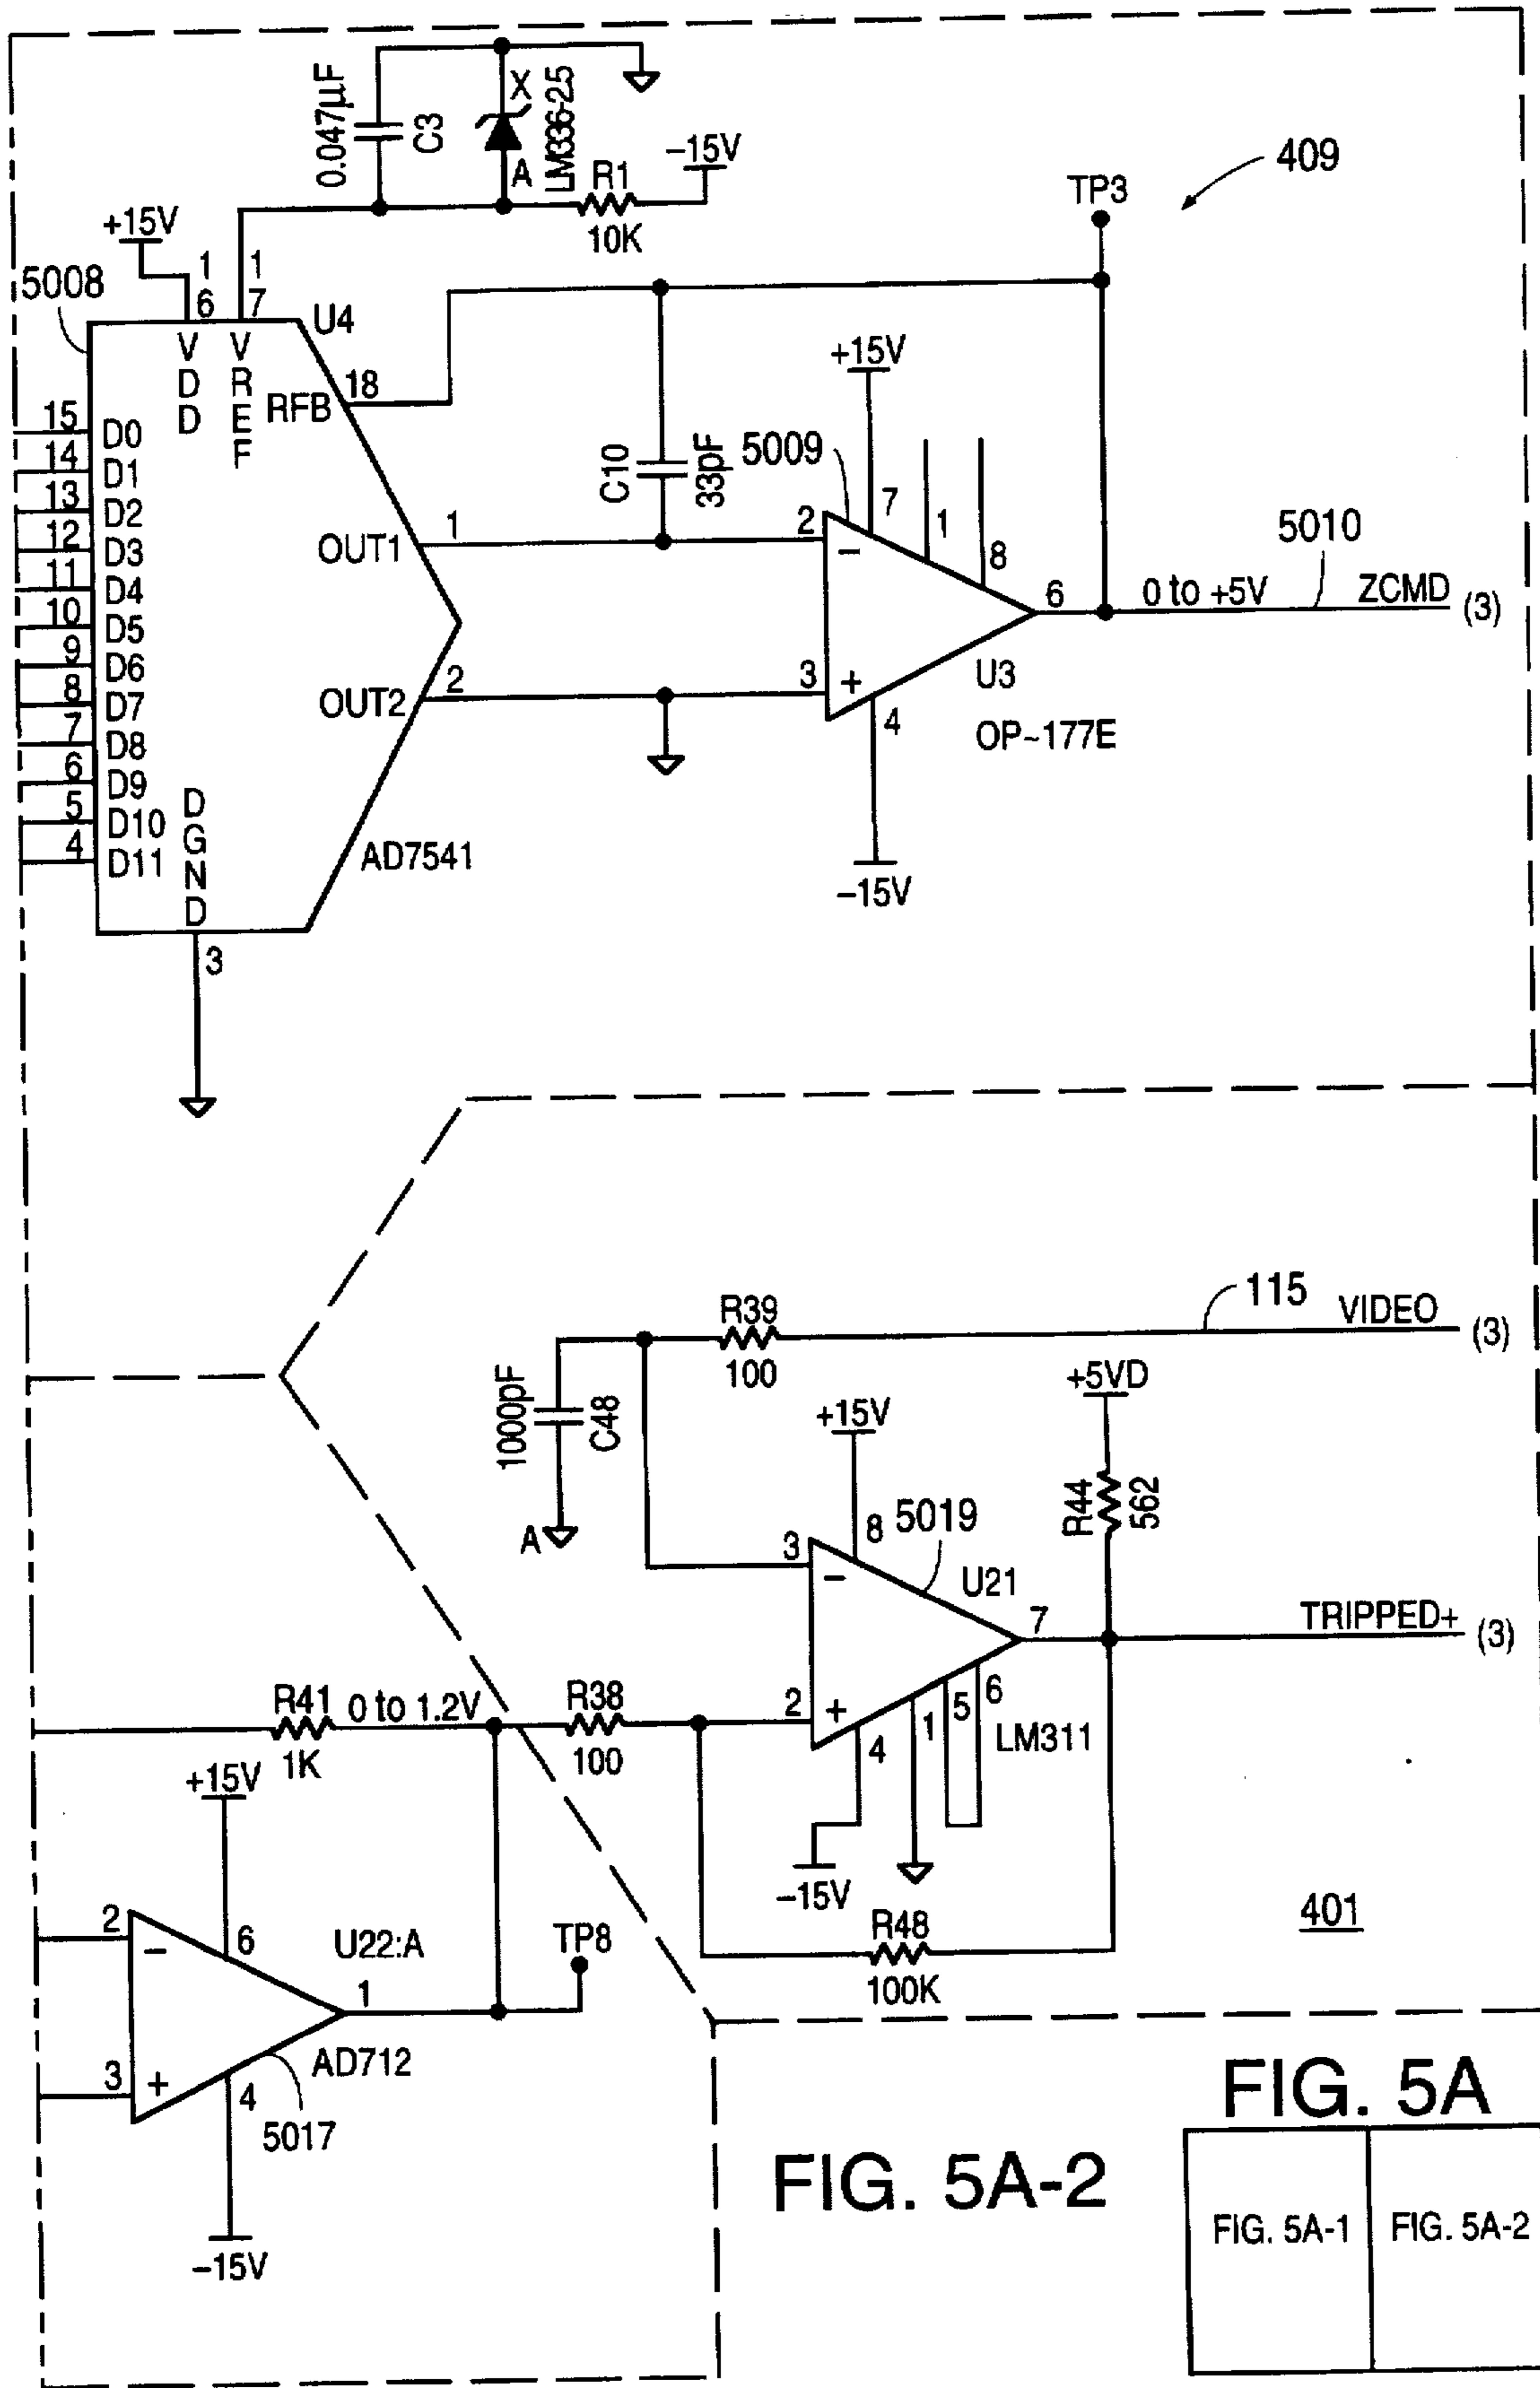 0.047µF
C3
X
A
LM336-2.5
R1
10K
–15V
409
TP3
+15V
5008
1
6
1
7
U4
VDD
VREF
RFB
18
15 D0
14 D1
13 D2
12 D3
11 D4
10 D5
9 D6
8 D7
7 D8
6 D9
5 D10
4 D11
DGND
3
AD7541
OUT1
1
OUT2
2
C10
33pF
5009
+15V
7
1
8
2
–
3
+
4
6
U3
OP~177E
–15V
0 to +5V
5010
ZCMD (3)
R39
100
115
VIDEO (3)
1000pF
C48
A
+15V
8
5019
+5VD
R44
562
3
–
U21
7
TRIPPED+ (3)
2
+
4
1
5
6
LM311
–15V
R41
1K
0 to 1.2V
R38
100
R48
100K
401
+15V
2
–
6
U22:A
1
TP8
3
+
4
AD712
5017
–15V
FIG. 5A-2
FIG. 5A
FIG. 5A-1
FIG. 5A-2